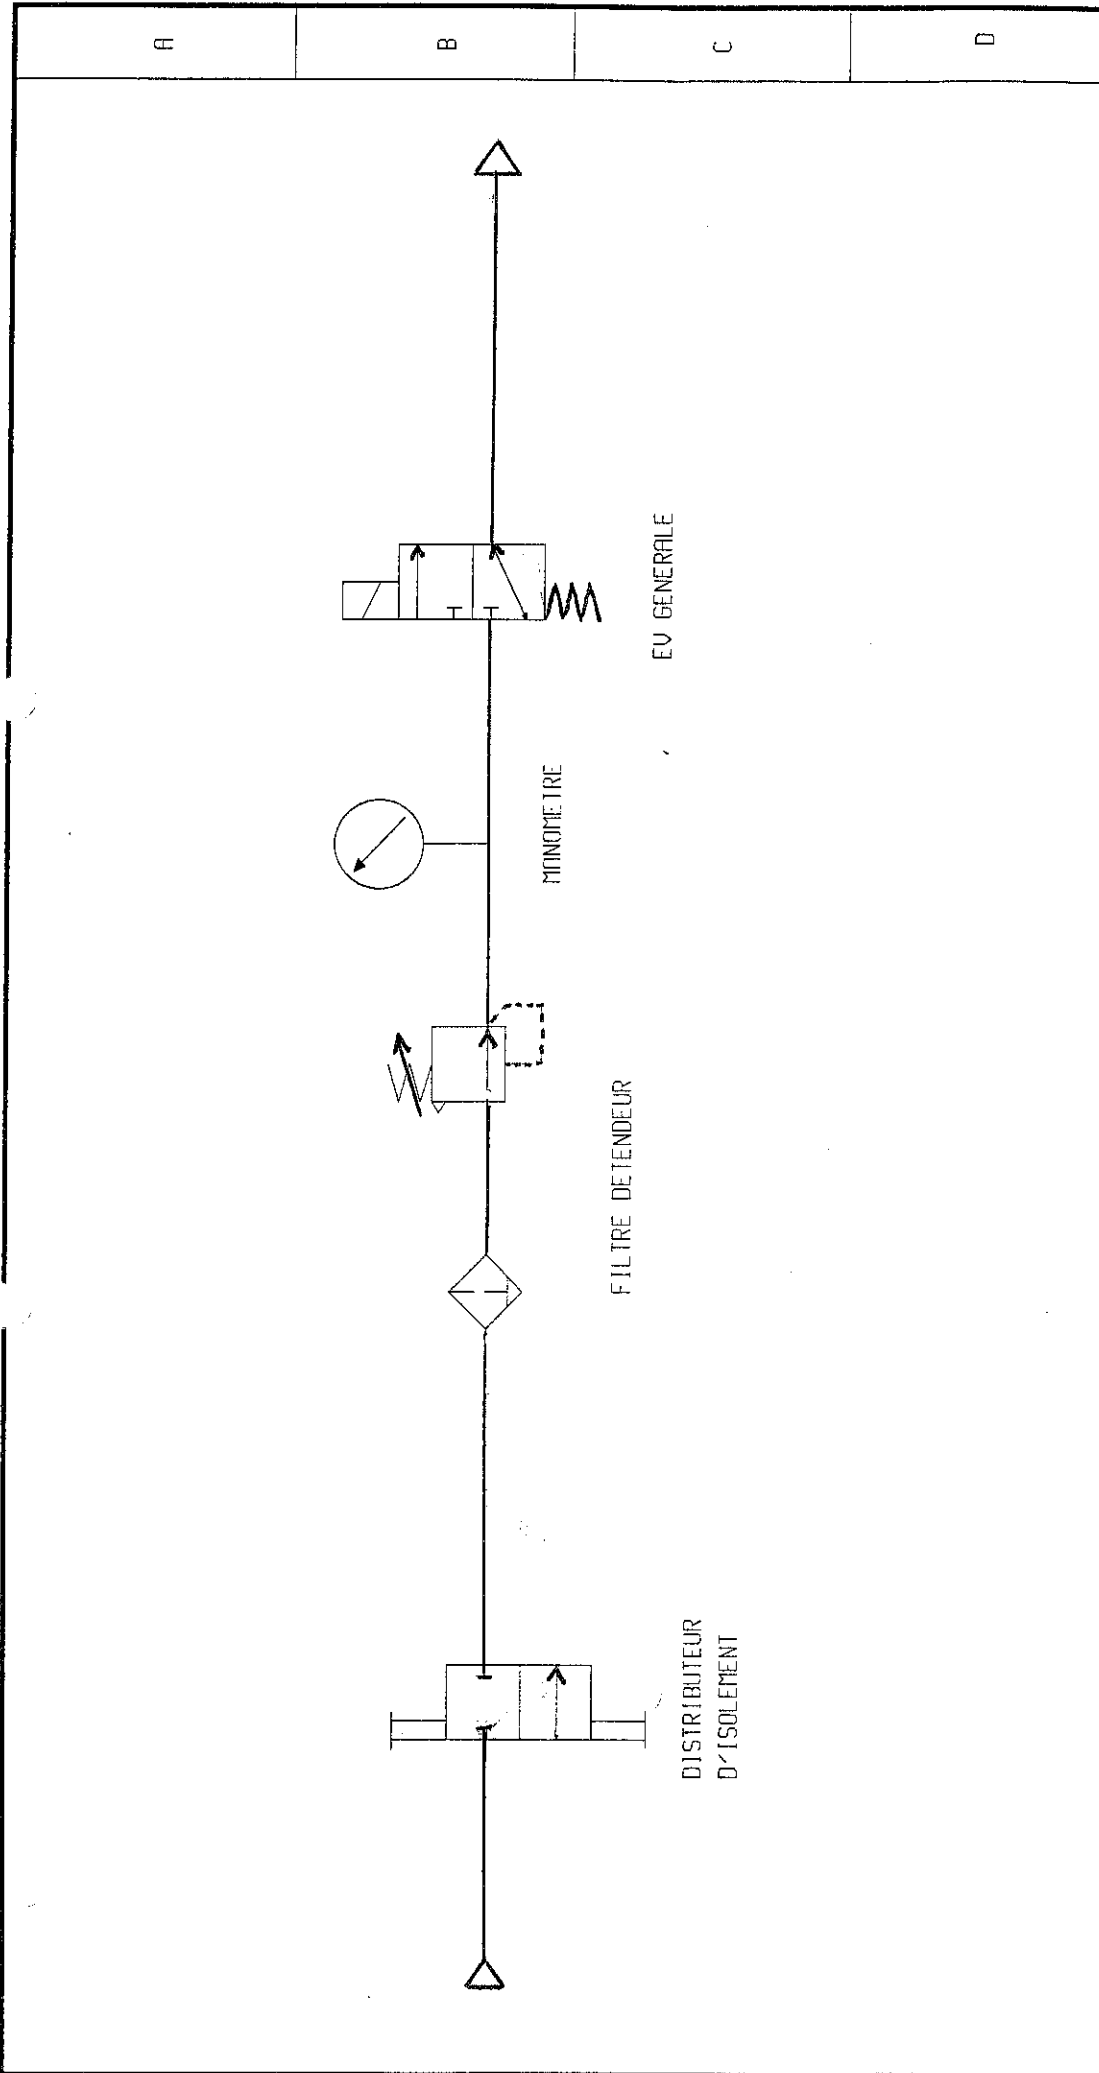 A
B
C
D
DISTRIBUTEUR
D'ISOLEMENT
FILTRE DETENDEUR
MANOMETRE
EV GENERALE